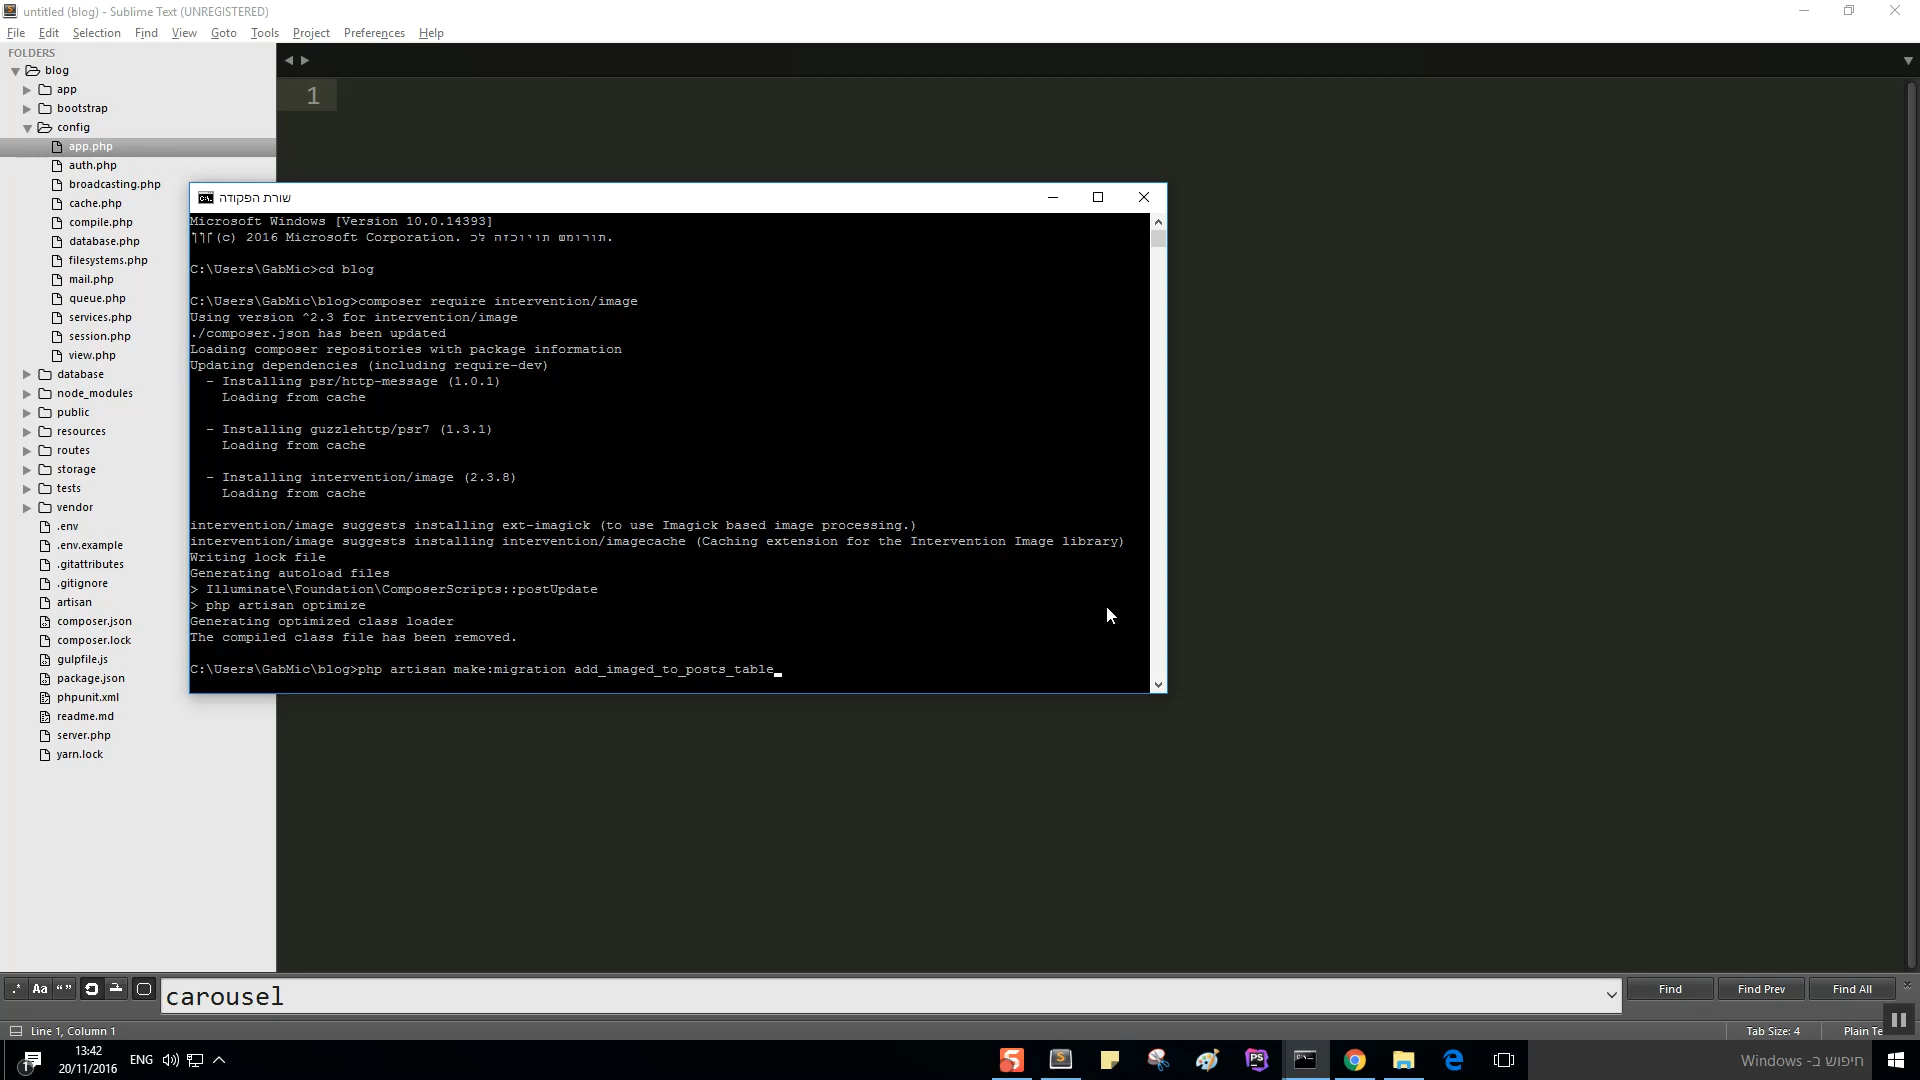 untitled (blog) - Sublime Text (UNREGISTERED)
File Edit Selection Find View Goto Tools Project Preferences Help
FOLDERS
blog
app
bootstrap
config
app.php
auth.php
broadcasting.php
cache.php
compile.php
database.php
filesystems.php
mail.php
queue.php
services.php
session.php
view.php
database
node_modules
public
resources
routes
storage
tests
vendor
.env
.env.example
.gitattributes
.gitignore
artisan
composer.json
composer.lock
gulpfile.js
package.json
phpunit.xml
readme.md
server.php
yarn.lock
1
שורת הפקודה
Microsoft Windows [Version 10.0.14393]
(c) 2016 Microsoft Corporation. תורומש תויוכזה לכ.
C:\Users\GabMic>cd blog
C:\Users\GabMic\blog>composer require intervention/image
Using version ^2.3 for intervention/image
./composer.json has been updated
Loading composer repositories with package information
Updating dependencies (including require-dev)
- Installing psr/http-message (1.0.1)
Loading from cache
- Installing guzzlehttp/psr7 (1.3.1)
Loading from cache
- Installing intervention/image (2.3.8)
Loading from cache
intervention/image suggests installing ext-imagick (to use Imagick based image processing.)
intervention/image suggests installing intervention/imagecache (Caching extension for the Intervention Image library)
Writing lock file
Generating autoload files
> Illuminate\Foundation\ComposerScripts::postUpdate
> php artisan optimize
Generating optimized class loader
The compiled class file has been removed.
C:\Users\GabMic\blog>php artisan make:migration add_imaged_to_posts_table
.* Aa “” carousel Find Find Prev Find All
Line 1, Column 1 Tab Size: 4 Plain Te
1 13:42 ENG
20/11/2016
חיפוש ב- Windows